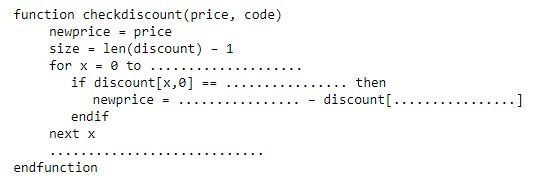 function checkdiscount(price, code)
newprice = price
size = len(discount) - 1
for x = 0 to ....................
if discount[x,0] == ................ then
newprice = ................ - discount[................]
endif
next x
............................
endfunction